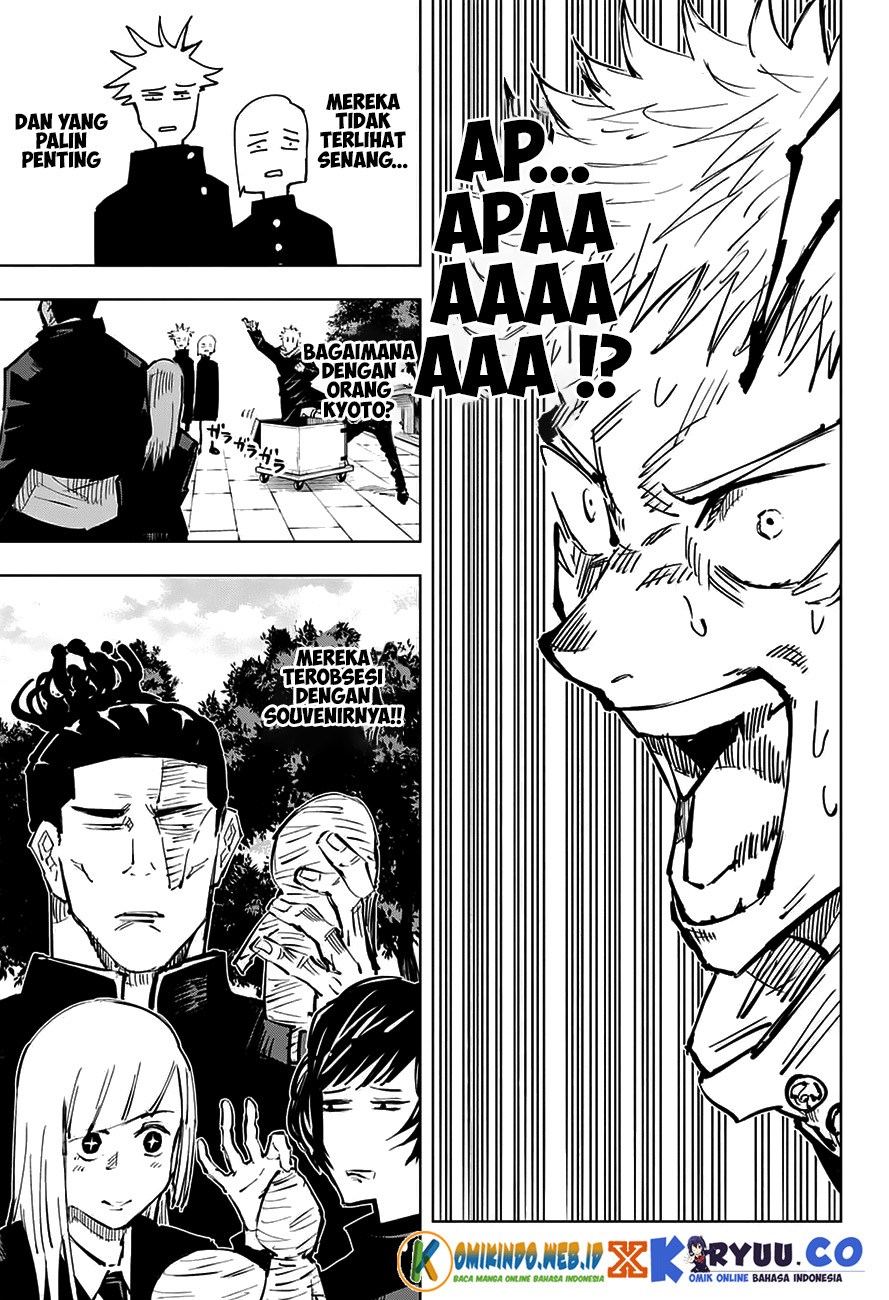 AP...
APAA
AAAA
AAA !?
MEREKA
TIDAK
TERLIHAT
SENANG...
DAN YANG
PALIN
PENTING
BAGAIMANA
DENGAN
ORANG
KYOTO?
ガラガラガラ
MEREKA
TEROBSESI
DENGAN
SOUVENIRNYA!!
KOMIKINDO.WEB.ID X KIRYUU.CO
BACA MANGA ONLINE BAHASA INDONESIA
OMIK ONLINE BAHASA INDONESIA